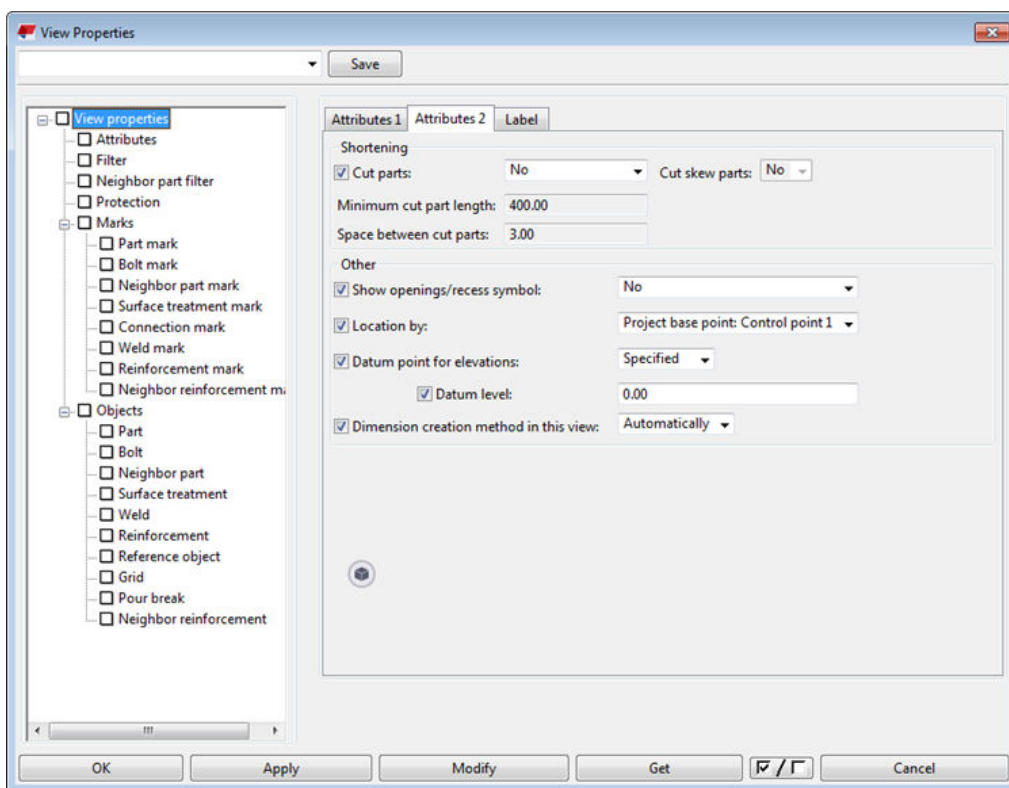 View Properties
Save
View properties
Attributes
Filter
Neighbor part filter
Protection
Marks
Part mark
Bolt mark
Neighbor part mark
Surface treatment mark
Connection mark
Weld mark
Reinforcement mark
Neighbor reinforcement ma
Objects
Part
Bolt
Neighbor part
Surface treatment
Weld
Reinforcement
Reference object
Grid
Pour break
Neighbor reinforcement
Attributes 1 Attributes 2 Label
Shortening
Cut parts: No Cut skew parts: No
Minimum cut part length: 400.00
Space between cut parts: 3.00
Other
Show openings/recess symbol: No
Location by: Project base point: Control point 1
Datum point for elevations: Specified
Datum level: 0.00
Dimension creation method in this view: Automatically
OK Apply Modify Get / Cancel